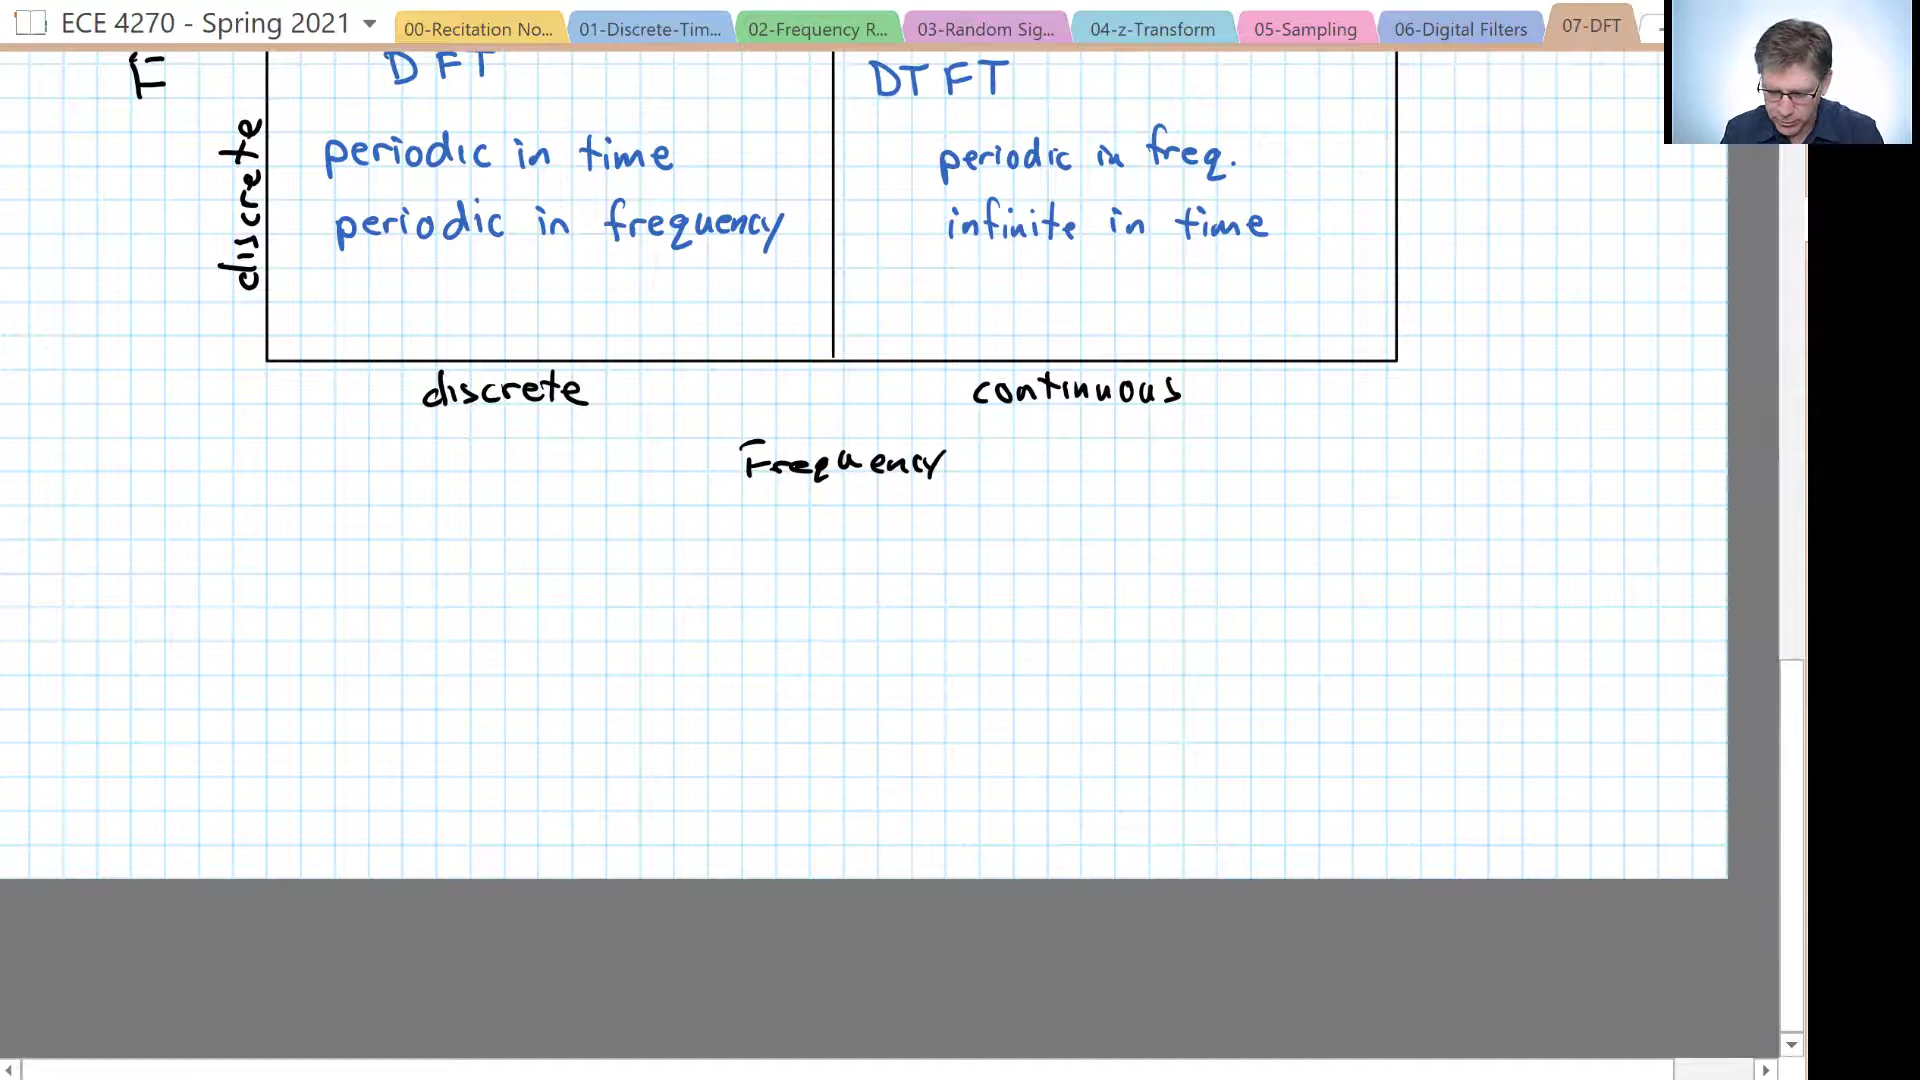 ECE 4270 - Spring 2021
00-Recitation No...
01-Discrete-Tim...
02-Frequency R...
03-Random Sig...
04-z-Transform
05-Sampling
06-Digital Filters
07-DFT
DFT
DTFT
discrete
periodic in time
periodic in freq.
periodic in frequency
infinite in time
discrete
continuous
Frequency